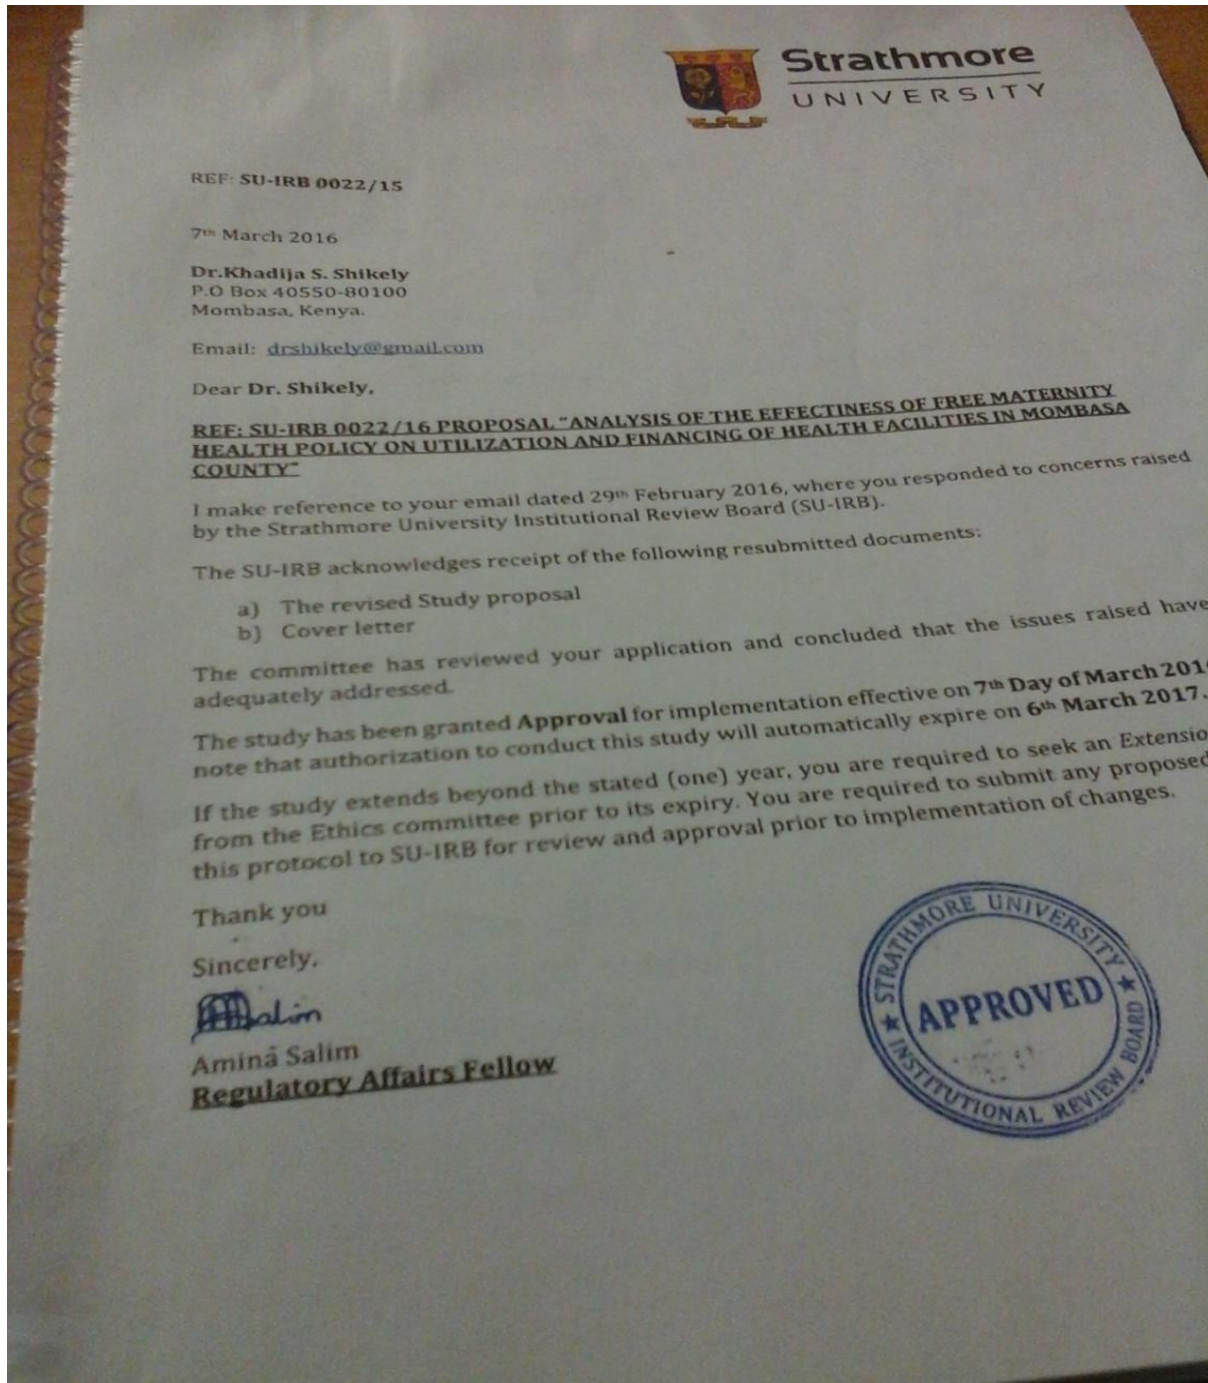 Strathmore
UNIVERSITY
REF: SU-IRB 0022/15
7th March 2016
Dr.Khadija S. Shikely
P.O Box 40550-80100
Mombasa, Kenya.
Email: drshikely@gmail.com
Dear Dr. Shikely,
REF: SU-IRB 0022/16 PROPOSAL "ANALYSIS OF THE EFFECTINESS OF FREE MATERNITY
HEALTH POLICY ON UTILIZATION AND FINANCING OF HEALTH FACILITIES IN MOMBASA
COUNTY"
I make reference to your email dated 29th February 2016, where you responded to concerns raised
by the Strathmore University Institutional Review Board (SU-IRB).
The SU-IRB acknowledges receipt of the following resubmitted documents:
a) The revised Study proposal
b) Cover letter
The committee has reviewed your application and concluded that the issues raised have
adequately addressed.
The study has been granted Approval for implementation effective on 7th Day of March 201
note that authorization to conduct this study will automatically expire on 6th March 2017.
If the study extends beyond the stated (one) year, you are required to seek an Extensio
from the Ethics committee prior to its expiry. You are required to submit any proposed
this protocol to SU-IRB for review and approval prior to implementation of changes.
Thank you
Sincerely,
Salim
Amina Salim
Regulatory Affairs Fellow
STRATHMORE UNIVERSITY
APPROVED
INSTITUTIONAL REVIEW BOARD